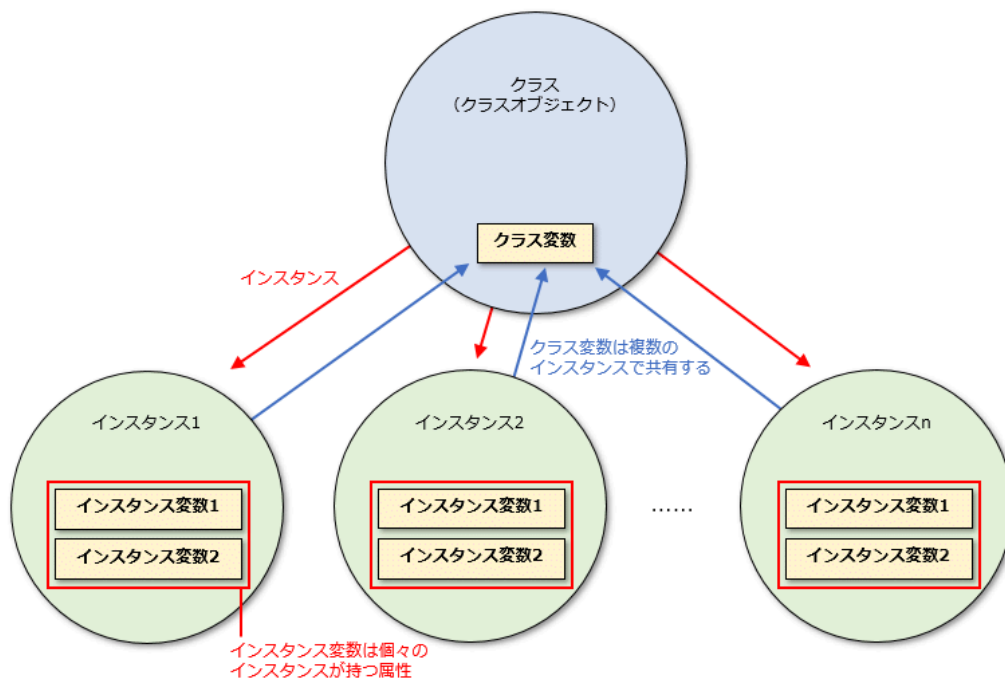 クラス
（クラスオブジェクト）
クラス変数
インスタンス
クラス変数は複数の
インスタンスで共有する
インスタンス1
インスタンス2
インスタンスn
インスタンス変数1
インスタンス変数2
インスタンス変数1
インスタンス変数2
……
インスタンス変数1
インスタンス変数2
インスタンス変数は個々の
インスタンスが持つ属性